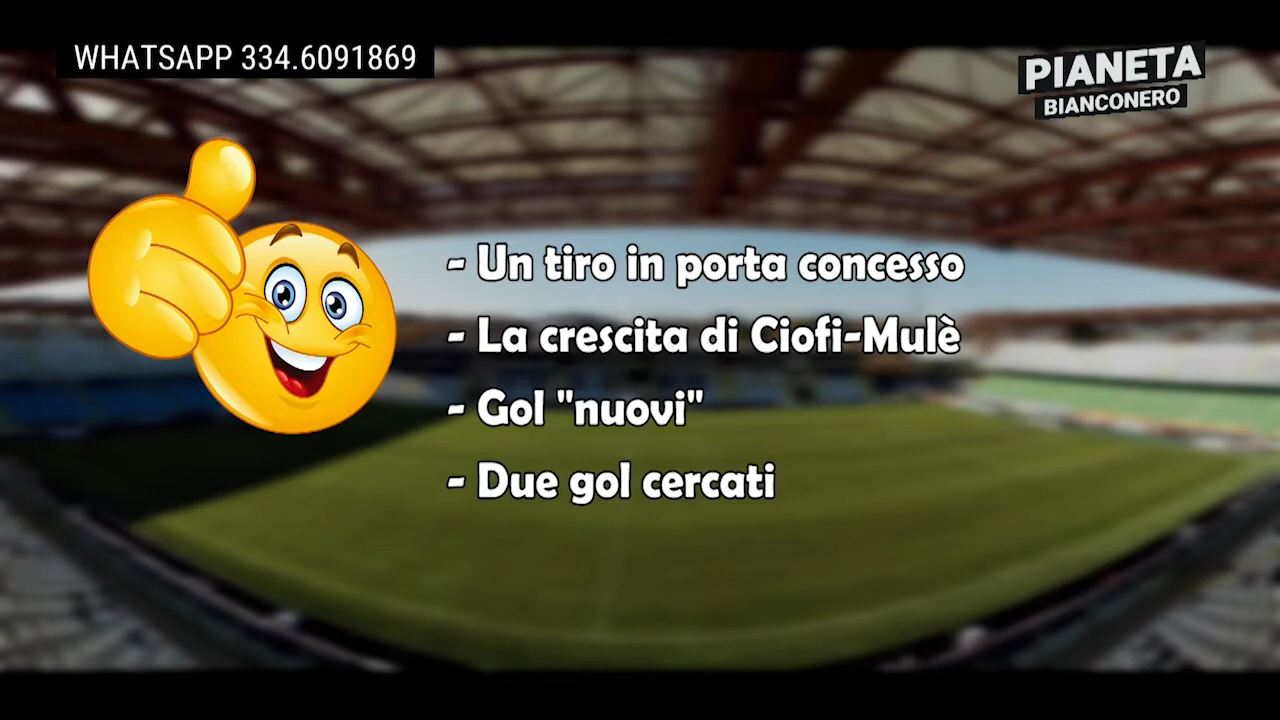 WHATSAPP 334.6091869
PIANETA
BIANCONERO
- Un tiro in porta concesso
- La crescita di Ciofi-Mulè
- Gol "nuovi"
- Due gol cercati